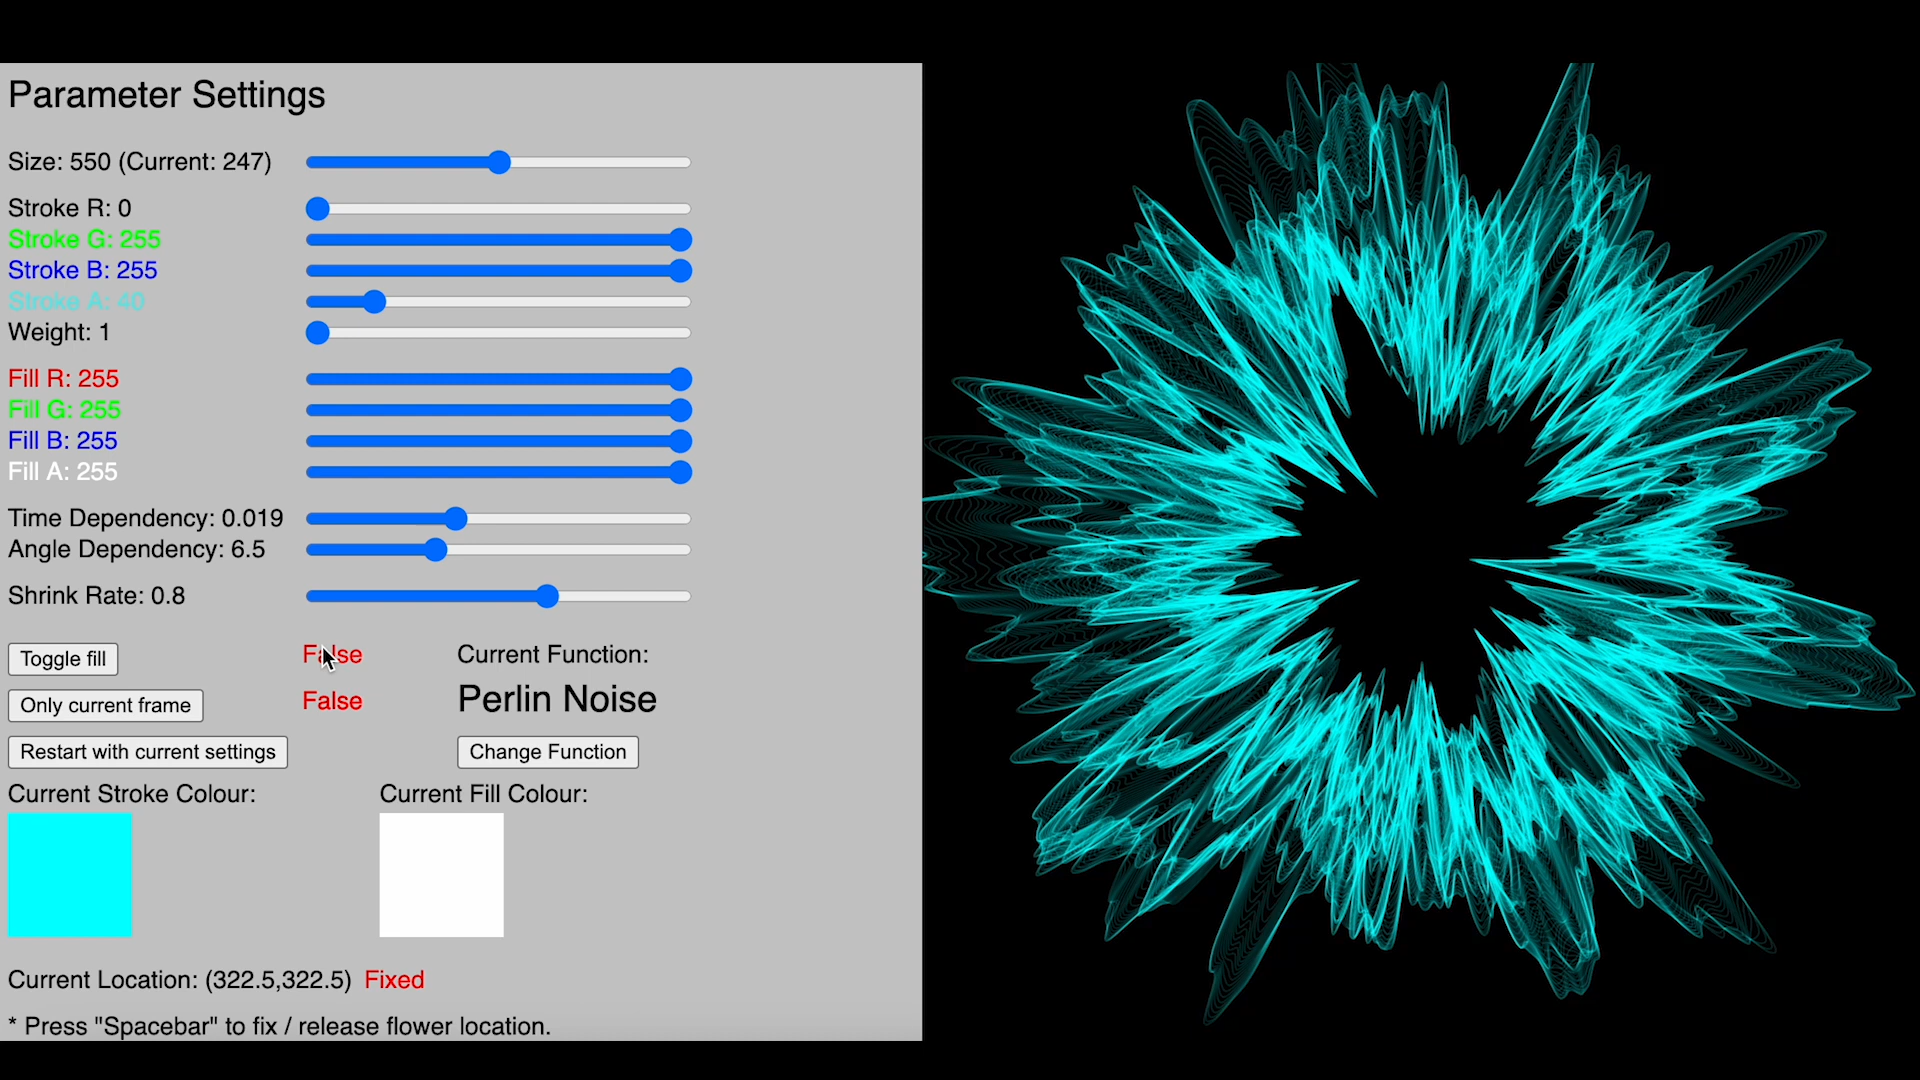 Parameter Settings
Size: 550 (Current: 247)
Stroke R: 0
Stroke G: 255
Stroke B: 255
Stroke A: 40
Weight: 1
Fill R: 255
Fill G: 255
Fill B: 255
Fill A: 255
Time Dependency: 0.019
Angle Dependency: 6.5
Shrink Rate: 0.8
Toggle fill False Current Function:
Only current frame False Perlin Noise
Restart with current settings Change Function
Current Stroke Colour: Current Fill Colour:
Current Location: (322.5,322.5) Fixed
* Press "Spacebar" to fix / release flower location.